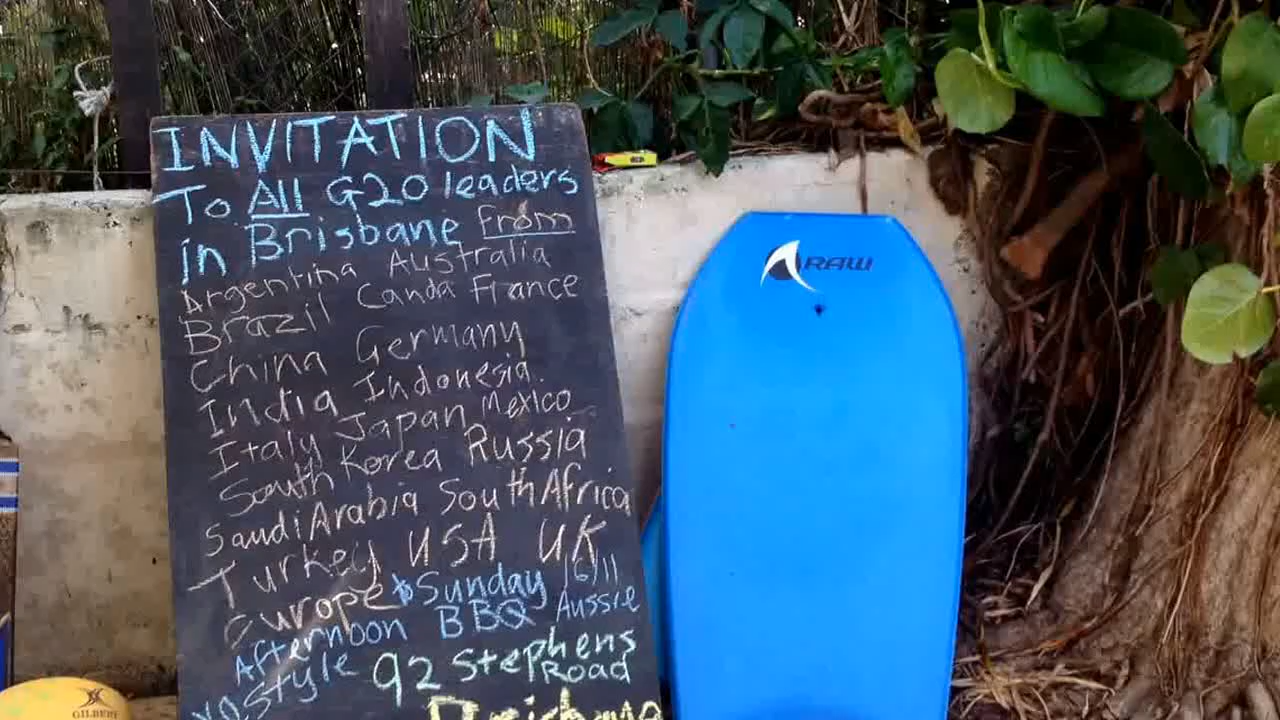 INVITATION
To All G20 leaders
in Brisbane From
Argentina Australia
Brazil Canda France
China Germany
India Indonesia.
Italy Japan Mexico
South Korea Russia
Saudi Arabia South Africa
Turkey USA UK
Europe Sunday 16/11
Afternoon BBQ Aussie
Style 92 Stephens
Road
Brisbane
RAW
GILBERT